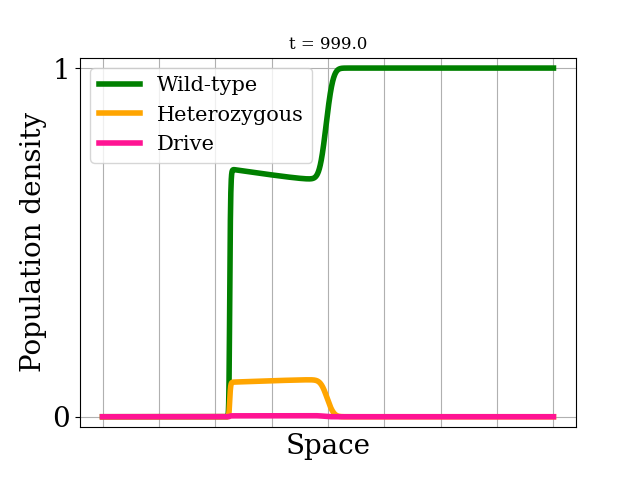 t = 999.0
1
Wild-type
Heterozygous
Drive
Population density
0
Space